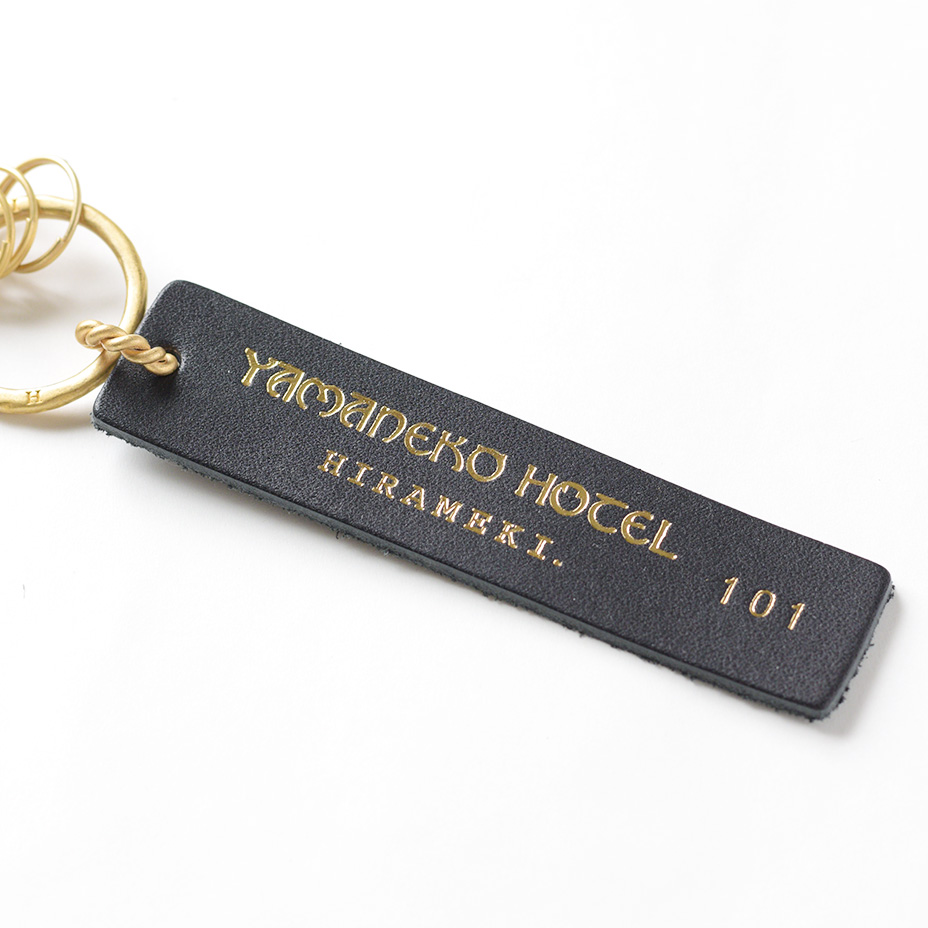 H
YAMANEKO HOTEL
HIRAMEKI.
101